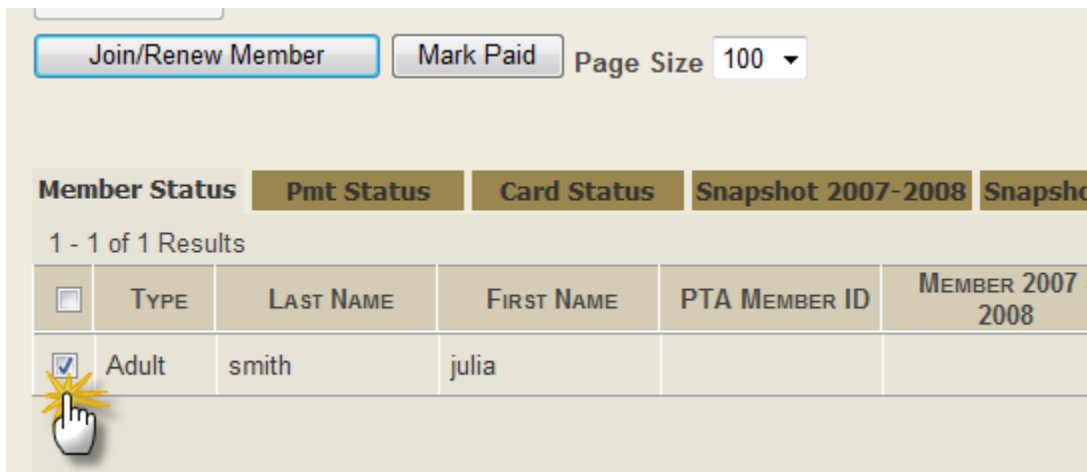 Join/Renew Member Mark Paid Page Size 100
Member Status Pmt Status Card Status Snapshot 2007-2008
1 - 1 of 1 Results
Type Last Name First Name PTA Member ID Member 2007
2008
Adult smith julia